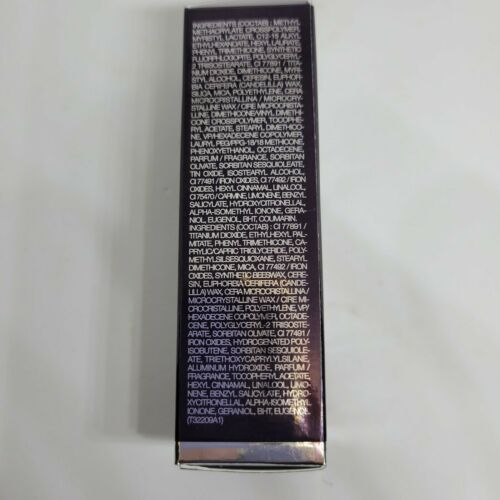 INGREDIENTS (COCTAB) : METHYL
METHACRYLATE CROSSPOLYMER,
MYRISTYL LACTATE, C12-15 ALKYL
ETHYLHEXANOATE, HEXYL LAURATE,
PHENYL TRIMETHICONE, SYNTHETIC
FLUORPHLOGOPITE, POLYGLYCERYL-
2 TRIISOSTEARATE, CI 77891 / TITA-
NIUM DIOXIDE, DIMETHICONE, MYRI-
STYL ALCOHOL, CERESIN, EUPHOR-
BIA CERIFERA (CANDELILLA) WAX,
SILICA, MICA, POLYETHYLENE, CERA
MICROCRISTALLINA / MICROCRY-
STALLINE WAX / CIRE MICROCRISTA-
LLINE, DIMETHICONE/VINYL DIMETHI-
CONE CROSSPOLYMER, TOCOPHE-
RYL ACETATE, STEARYL DIMETHICO-
NE, VP/HEXADECENE COPOLYMER,
LAURYL PEG/PPG-18/18 METHICONE,
PHENOXYETHANOL, OCTADECENE,
PARFUM / FRAGRANCE, SORBITAN
OLIVATE, SORBITAN SESQUIOLEATE,
TIN OXIDE, ISOSTEARYL ALCOHOL,
CI 77491 / IRON OXIDES, CI 77492 / IRON
OXIDES, HEXYL CINNAMAL, LINALOOL,
CI 75470 / CARMINE, LIMONENE, BENZYL
SALICYLATE, HYDROXYCITRONELLAL,
ALPHA-ISOMETHYL IONONE, GERA-
NIOL, EUGENOL, BHT, COUMARIN.
INGREDIENTS (COCTAB) : CI 77891 /
TITANIUM DIOXIDE, ETHYLHEXYL PAL-
MITATE, PHENYL TRIMETHICONE, CA-
PRYLIC/CAPRIC TRIGLYCERIDE, POLY-
METHYLSILSESQUIOXANE, STEARYL
DIMETHICONE, MICA, CI 77492 / IRON
OXIDES, SYNTHETIC BEESWAX, CERE-
SIN, EUPHORBIA CERIFERA (CANDE-
LILLA) WAX, CERA MICROCRISTALLINA /
MICROCRYSTALLINE WAX / CIRE MI-
CROCRISTALLINE, POLYETHYLENE, VP/
HEXADECENE COPOLYMER, OCTADE-
CENE, POLYGLYCERYL-2 TRIISOSTE-
ARATE, SORBITAN OLIVATE, CI 77491 /
IRON OXIDES, HYDROGENATED POLY-
ISOBUTENE, SORBITAN SESQUIOLE-
ATE, TRIETHOXYCAPRYLYLSILANE,
ALUMINUM HYDROXIDE, PARFUM /
FRAGRANCE, TOCOPHERYL ACETATE,
HEXYL CINNAMAL, LINALOOL, LIMO-
NENE, BENZYL SALICYLATE, HYDRO-
XYCITRONELLAL, ALPHA-ISOMETHYL
IONONE, GERANIOL, BHT, EUGENOL.
(T32209A1)